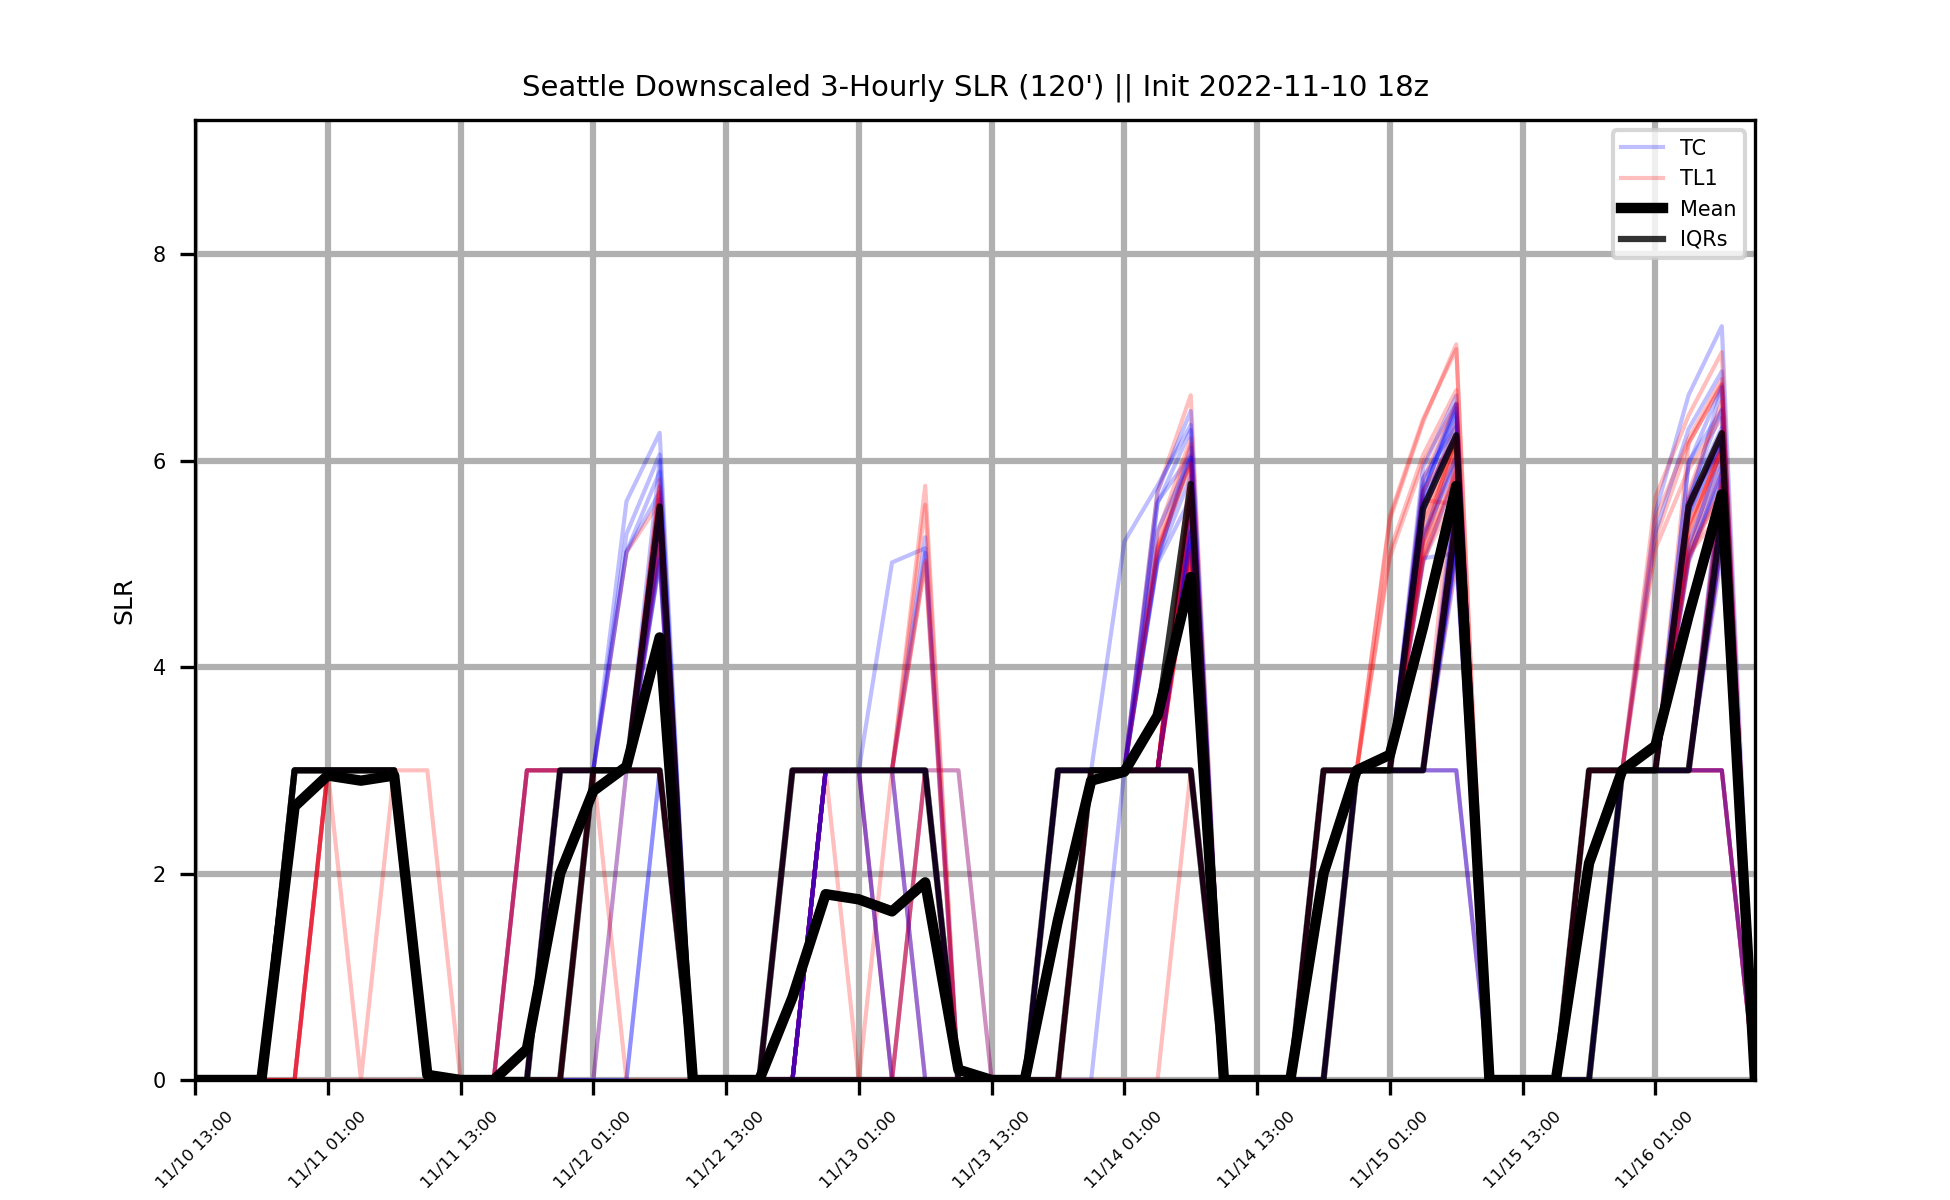 Seattle Downscaled 3-Hourly SLR (120') || Init 2022-11-10 18z
TC
TL1
Mean
IQRs
SLR
8
6
4
2
0
11/10 13:00
11/11 01:00
11/11 13:00
11/12 01:00
11/12 13:00
11/13 01:00
11/13 13:00
11/14 01:00
11/14 13:00
11/15 01:00
11/15 13:00
11/16 01:00